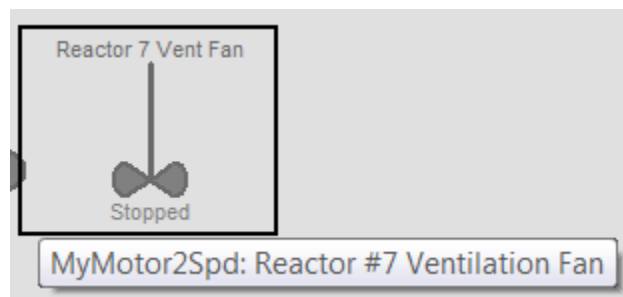 Reactor 7 Vent Fan
Stopped
MyMotor2Spd: Reactor #7 Ventilation Fan